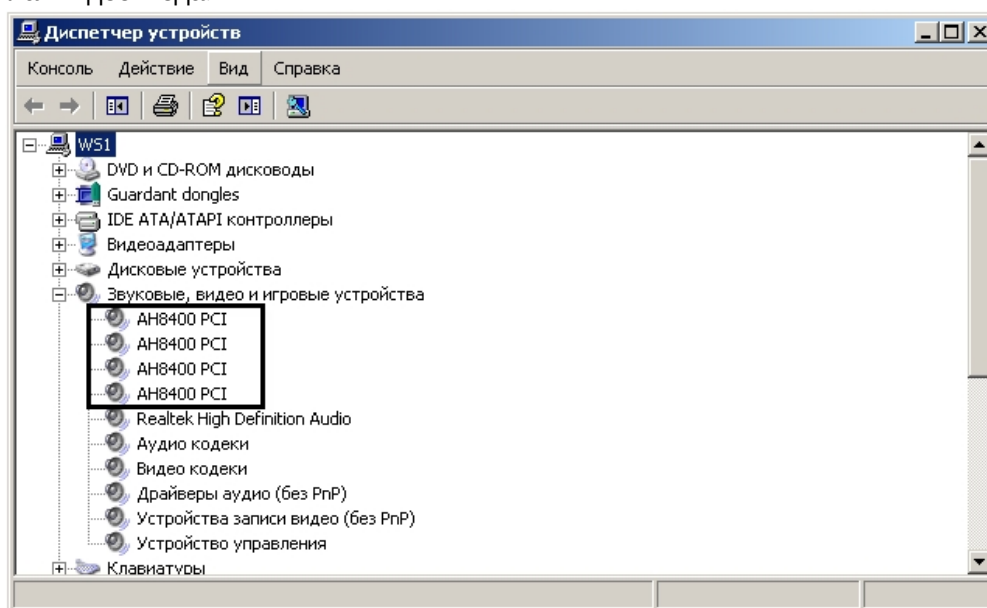 Диспетчер устройств
Консоль Действие Вид Справка
WS1
DVD и CD-ROM дисководы
Guardant dongles
IDE ATA/ATAPI контроллеры
Видеоадаптеры
Дисковые устройства
Звуковые, видео и игровые устройства
AH8400 PCI
AH8400 PCI
AH8400 PCI
AH8400 PCI
Realtek High Definition Audio
Аудио кодеки
Видео кодеки
Драйверы аудио (без PnP)
Устройства записи видео (без PnP)
Устройство управления
Клавиатуры